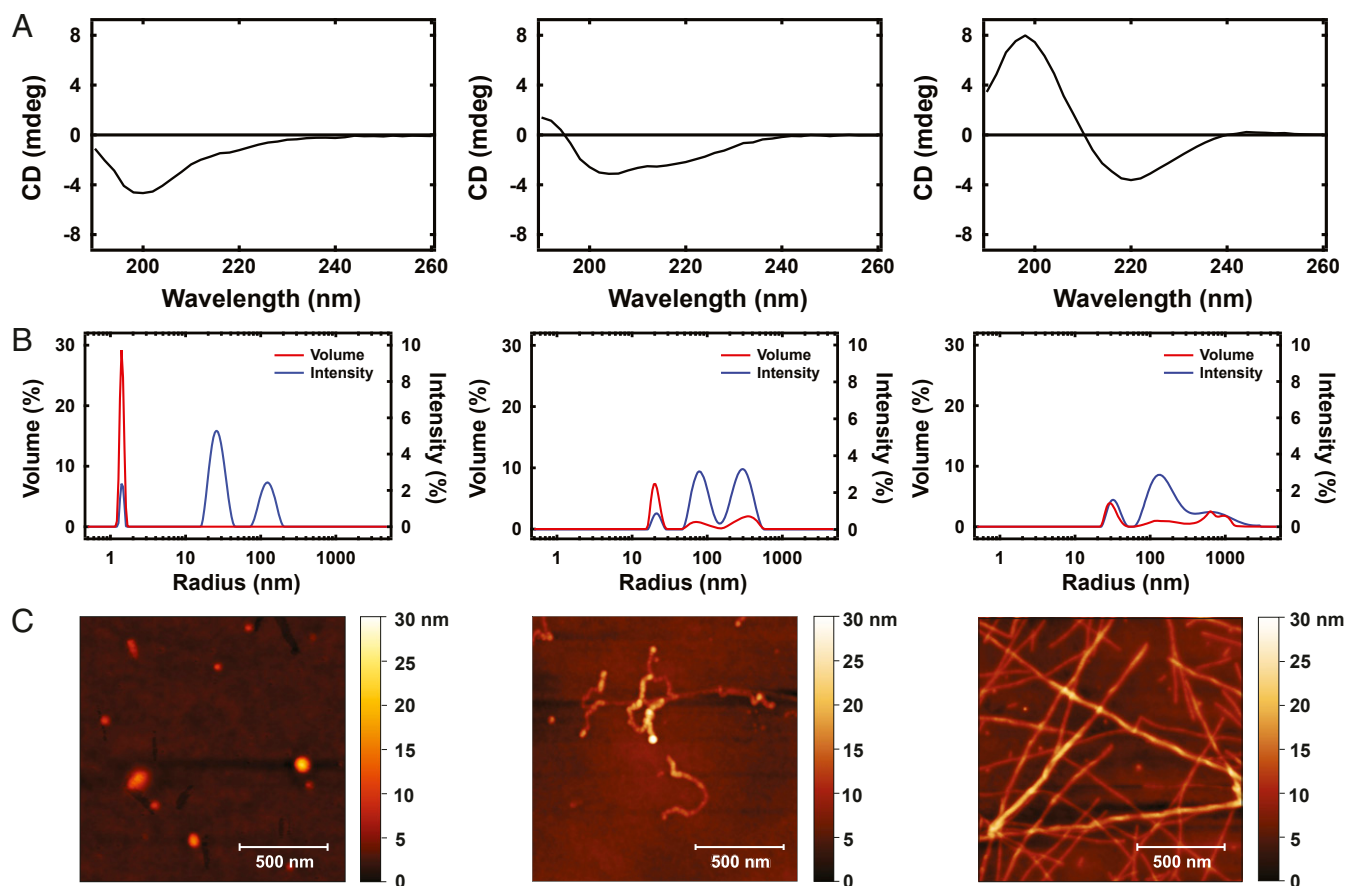 A
8
4
0
-4
-8
CD (mdeg)
200 220 240 260
Wavelength (nm)
8
4
0
-4
-8
CD (mdeg)
200 220 240 260
Wavelength (nm)
8
4
0
-4
-8
CD (mdeg)
200 220 240 260
Wavelength (nm)
B
30
20
10
0
Volume (%)
Volume
Intensity
10
8
6
4
2
0
Intensity (%)
1 10 100 1000
Radius (nm)
30
20
10
0
Volume (%)
Volume
Intensity
10
8
6
4
2
0
Intensity (%)
1 10 100 1000
Radius (nm)
30
20
10
0
Volume (%)
Volume
Intensity
10
8
6
4
2
0
Intensity (%)
1 10 100 1000
Radius (nm)
C
500 nm
30 nm
25
20
15
10
5
0
500 nm
30 nm
25
20
15
10
5
0
500 nm
30 nm
25
20
15
10
5
0